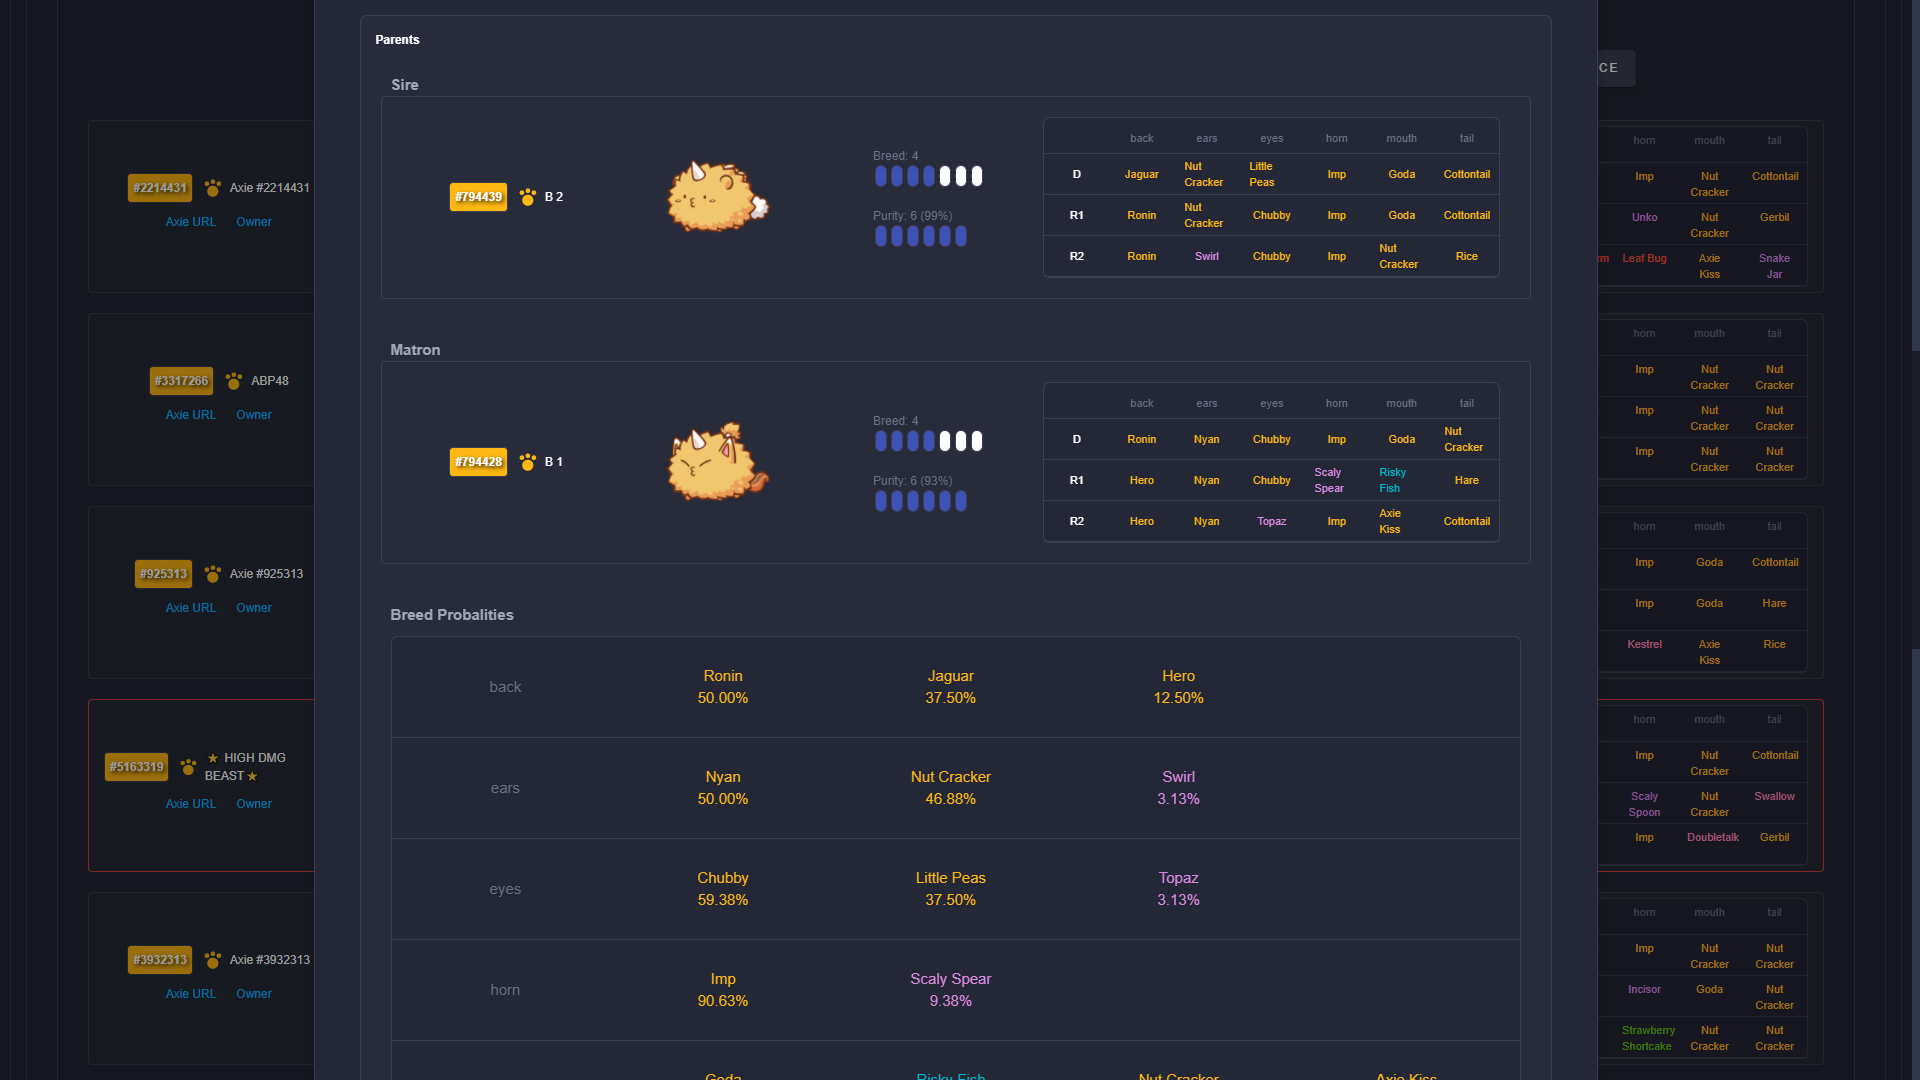 Parents
Sire
#794439
B 2
Breed: 4
Purity: 6 (99%)
back ears eyes horn mouth tail
D Jaguar Nut Cracker Little Peas Imp Goda Cottontail
R1 Ronin Nut Cracker Chubby Imp Goda Cottontail
R2 Ronin Swirl Chubby Imp Nut Cracker Rice
Matron
#794428
B 1
Breed: 4
Purity: 6 (93%)
back ears eyes horn mouth tail
D Ronin Nyan Chubby Imp Goda Nut Cracker
R1 Hero Nyan Chubby Scaly Spear Risky Fish Hare
R2 Hero Nyan Topaz Imp Axie Kiss Cottontail
Breed Probalities
back
Ronin Jaguar Hero
50.00% 37.50% 12.50%
ears
Nyan Nut Cracker Swirl
50.00% 46.88% 3.13%
eyes
Chubby Little Peas Topaz
59.38% 37.50% 3.13%
horn
Imp Scaly Spear
90.63% 9.38%
Goda Risky Fish Nut Cracker Axie Kiss
#2214431 Axie #2214431
Axie URL Owner
#3317266 ABP48
Axie URL Owner
#925313 Axie #925313
Axie URL Owner
#5163319 ★ HIGH DMG
BEAST★
Axie URL Owner
#3932313 Axie #3932313
Axie URL Owner
CE
horn mouth tail
Imp Nut Cracker Cottontail
Unko Nut Cracker Gerbil
rm Leaf Bug Axie Kiss Snake Jar
horn mouth tail
Imp Nut Cracker Nut Cracker
Imp Nut Cracker Nut Cracker
Imp Nut Cracker Nut Cracker
horn mouth tail
Imp Goda Cottontail
Imp Goda Hare
Kestrel Axie Kiss Rice
horn mouth tail
Imp Nut Cracker Cottontail
Scaly Spoon Nut Cracker Swallow
Imp Doubletalk Gerbil
horn mouth tail
Imp Nut Cracker Nut Cracker
Incisor Goda Nut Cracker
Strawberry Shortcake Nut Cracker Nut Cracker